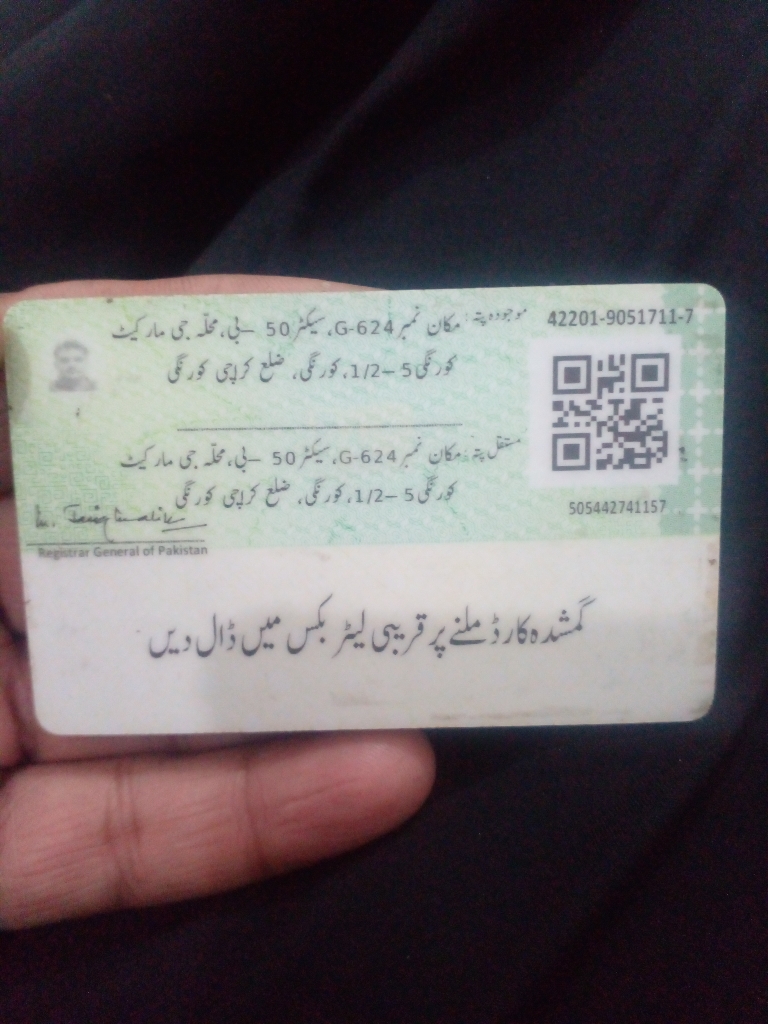 موجودہ پتہ: مکان نمبر G-624، سیکٹر 50 –بی، محلّہ جی مارکیٹ
کورنگی 5 –1/2، کورنگی، ضلع کراچی کورنگی
42201-9051711-7
مستقل پتہ: مکان نمبر G-624، سیکٹر 50 –بی، محلّہ جی مارکیٹ
کورنگی 5 –1/2، کورنگی، ضلع کراچی کورنگی
505442741157
Registrar General of Pakistan
گمشدہ کارڈ ملنے پر قریبی لیٹر بکس میں ڈال دیں